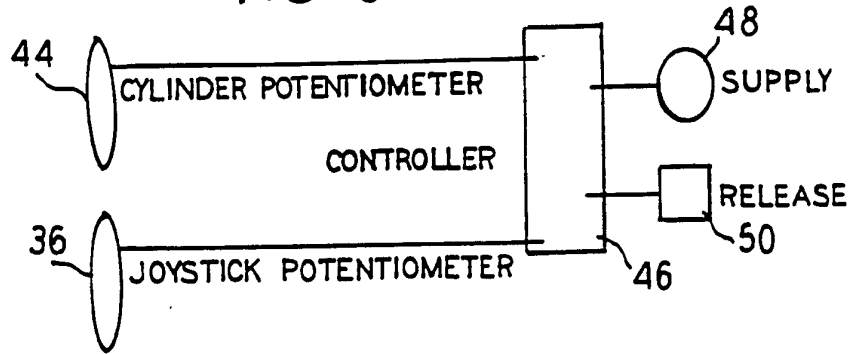 48
44
CYLINDER POTENTIOMETER
SUPPLY
CONTROLLER
RELEASE
36
50
JOYSTICK POTENTIOMETER
46